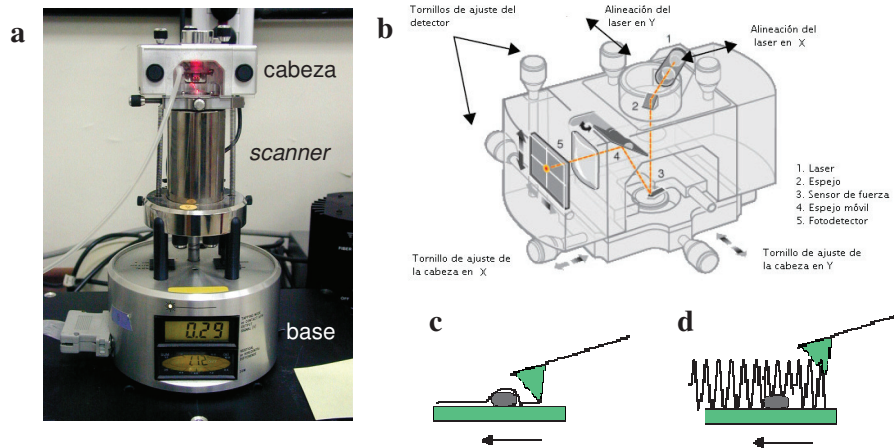 a
cabeza
scanner
base
0.29
b
Tornillos de ajuste del
detector
Alineación del
laser en Y
Alineación del
laser en X
1
2
3
4
5
1. Laser
2. Espejo
3. Sensor de fuerza
4. Espejo móvil
5. Fotodetector
Tornillo de ajuste de
la cabeza en X
Tornillo de ajuste de
la cabeza en Y
c
d